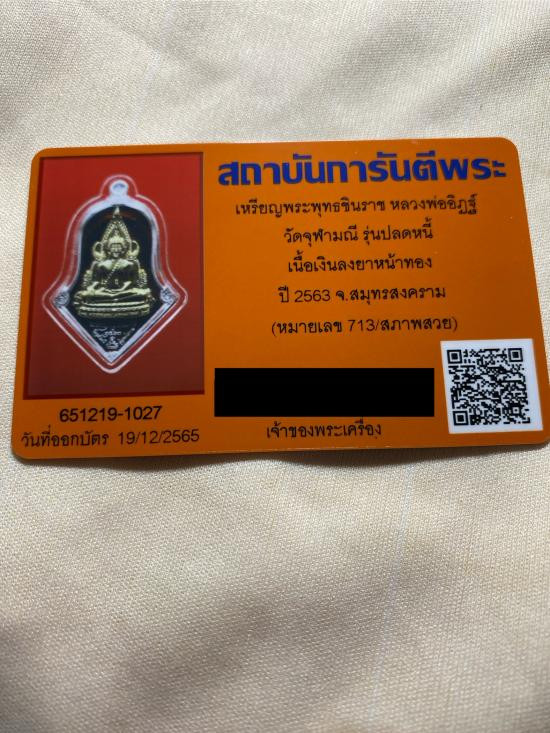 สถาบันการันตีพระ
เหรียญพระพุทธชินราช หลวงพ่ออิฏฐ์
วัดจุฬามณี รุ่นปลดหนี้
เนื้อเงินลงยาหน้าทอง
ปี 2563 จ.สมุทรสงคราม
(หมายเลข 713/สภาพสวย)
651219-1027
วันที่ออกบัตร 19/12/2565
เจ้าของพระเครื่อง